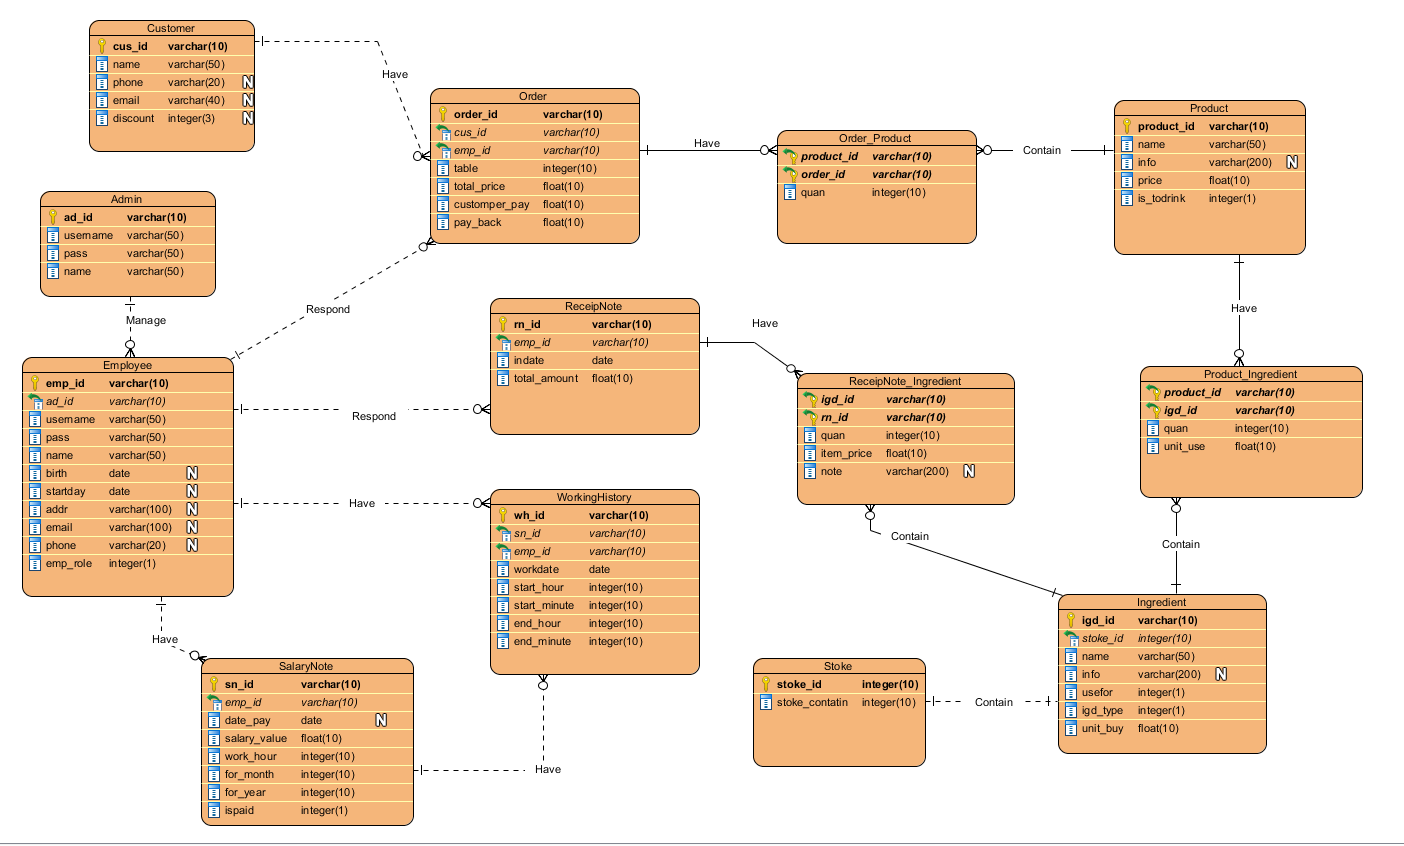 Customer
cus_id varchar(10)
name varchar(50)
phone varchar(20) N
email varchar(40) N
discount integer(3) N
Have
Order
order_id varchar(10)
cus_id varchar(10)
emp_id varchar(10)
table integer(10)
total_price float(10)
customper_pay float(10)
pay_back float(10)
Have
Order_Product
product_id varchar(10)
order_id varchar(10)
quan integer(10)
Contain
Product
product_id varchar(10)
name varchar(50)
info varchar(200) N
price float(10)
is_todrink integer(1)
Admin
ad_id varchar(10)
username varchar(50)
pass varchar(50)
name varchar(50)
Manage
Respond
Employee
emp_id varchar(10)
ad_id varchar(10)
username varchar(50)
pass varchar(50)
name varchar(50)
birth date N
startday date N
addr varchar(100) N
email varchar(100) N
phone varchar(20) N
emp_role integer(1)
Respond
ReceipNote
rn_id varchar(10)
emp_id varchar(10)
indate date
total_amount float(10)
Have
ReceipNote_Ingredient
igd_id varchar(10)
rn_id varchar(10)
quan integer(10)
item_price float(10)
note varchar(200) N
Have
Product_Ingredient
product_id varchar(10)
igd_id varchar(10)
quan integer(10)
unit_use float(10)
Have
WorkingHistory
wh_id varchar(10)
sn_id varchar(10)
emp_id varchar(10)
workdate date
start_hour integer(10)
start_minute integer(10)
end_hour integer(10)
end_minute integer(10)
Contain
Contain
Have
SalaryNote
sn_id varchar(10)
emp_id varchar(10)
date_pay date N
salary_value float(10)
work_hour integer(10)
for_month integer(10)
for_year integer(10)
ispaid integer(1)
Have
Stoke
stoke_id integer(10)
stoke_contatin integer(10)
Contain
Ingredient
igd_id varchar(10)
stoke_id integer(10)
name varchar(50)
info varchar(200) N
usefor integer(1)
igd_type integer(1)
unit_buy float(10)